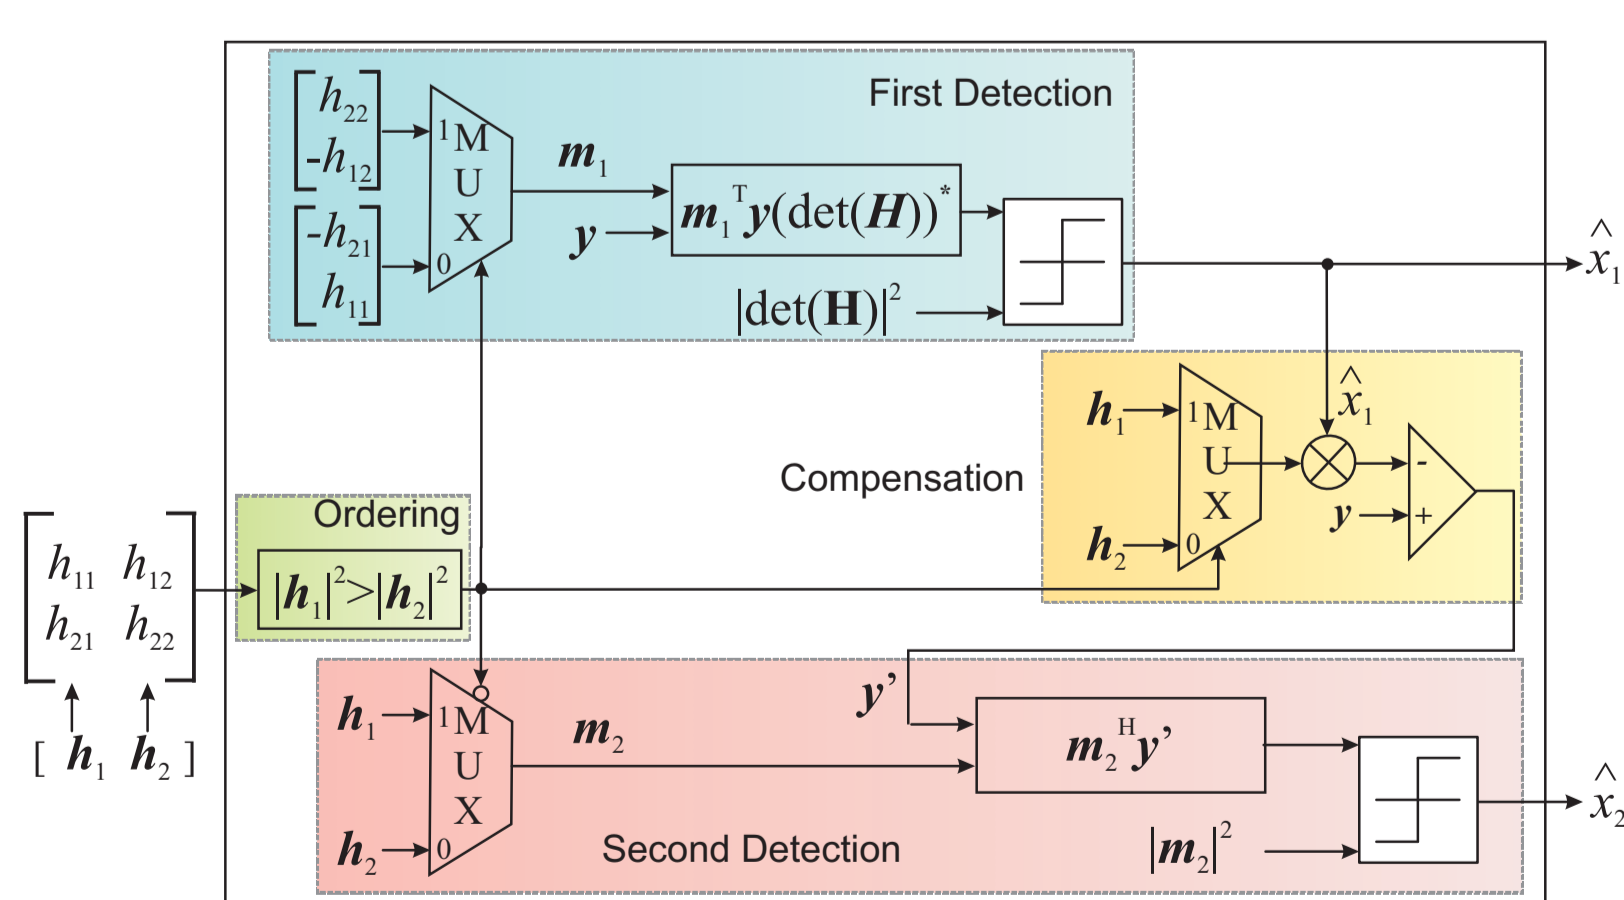 First Detection
h22
-h12
-h21
h11
1 M
U
X
0
m1
y
m1^T y(det(H))*
|det(H)|^2
x̂1
Compensation
h1
h2
1 M
U
X
0
x̂1
-
y
+
Ordering
|h1|^2>|h2|^2
h11 h12
h21 h22
[ h1 h2 ]
Second Detection
h1
h2
1 M
U
X
0
m2
y’
m2^H y’
|m2|^2
x̂2